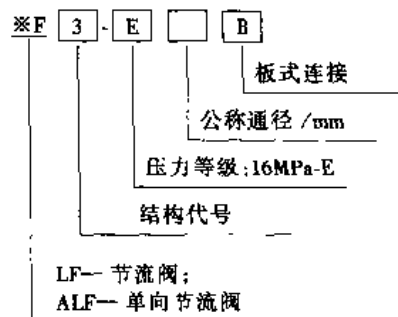 ※F 3 - E B
板式连接
公称通径/mm
压力等级;16MPa-E
结构代号
LF— 节流阀;
ALF— 单向节流阀